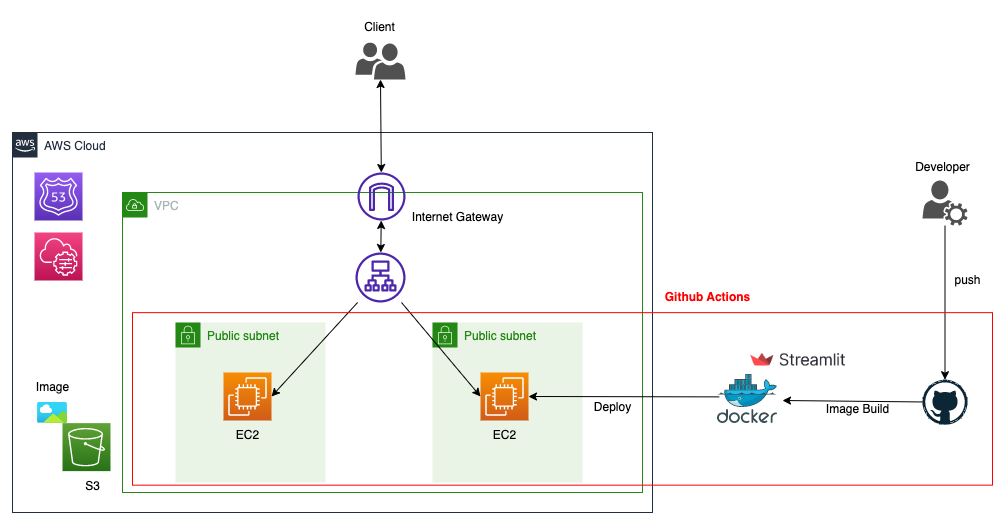 Client
aws
AWS Cloud
Developer
53
VPC
Internet Gateway
push
Github Actions
Public subnet
Public subnet
Streamlit
Image
docker
Deploy
Image Build
EC2
EC2
S3